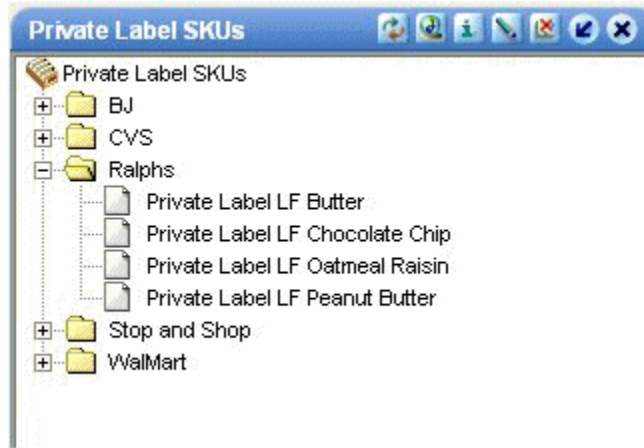 Private Label SKUs
Private Label SKUs
BJ
CVS
Ralphs
Private Label LF Butter
Private Label LF Chocolate Chip
Private Label LF Oatmeal Raisin
Private Label LF Peanut Butter
Stop and Shop
WalMart